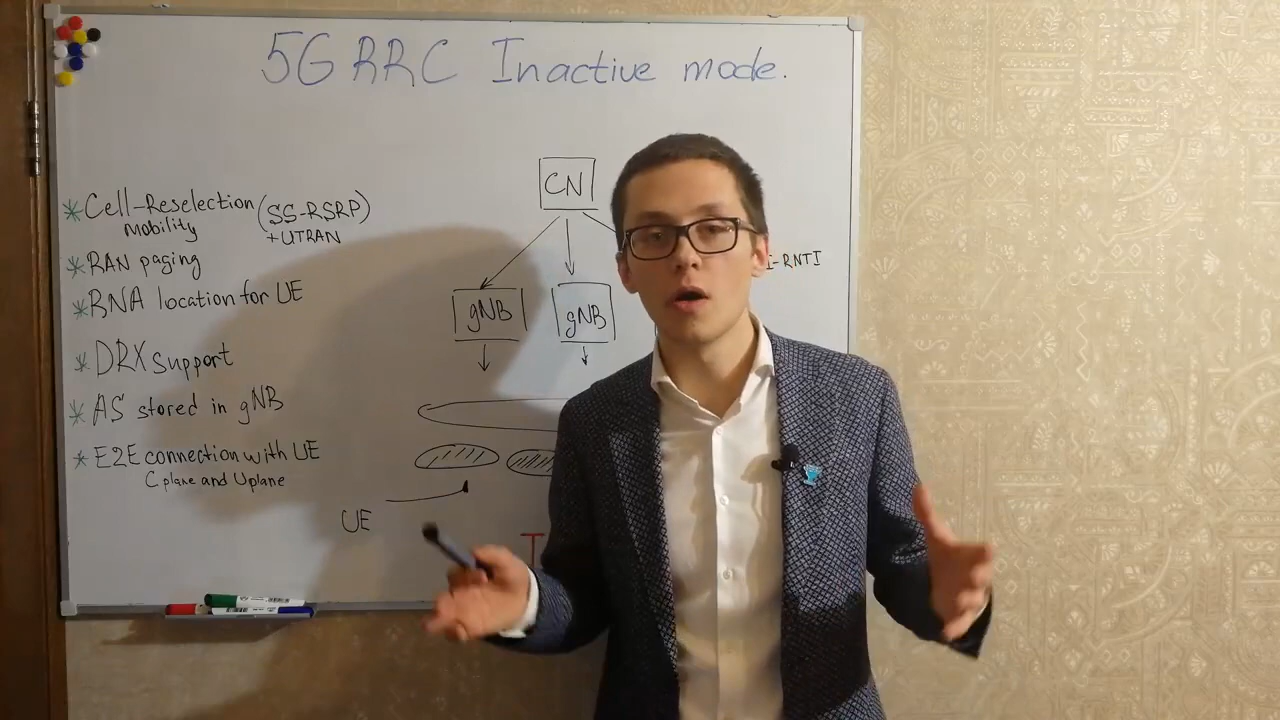 5G RRC Inactive mode.
* Cell-Reselection (SS-RSRP)
mobility + UTRAN
* RAN paging
* RNA location for UE
* DRX support
* AS stored in gNB
* E2E connection with UE
C plane and Uplane
CN
I-RNTI
gNB gNB
UE